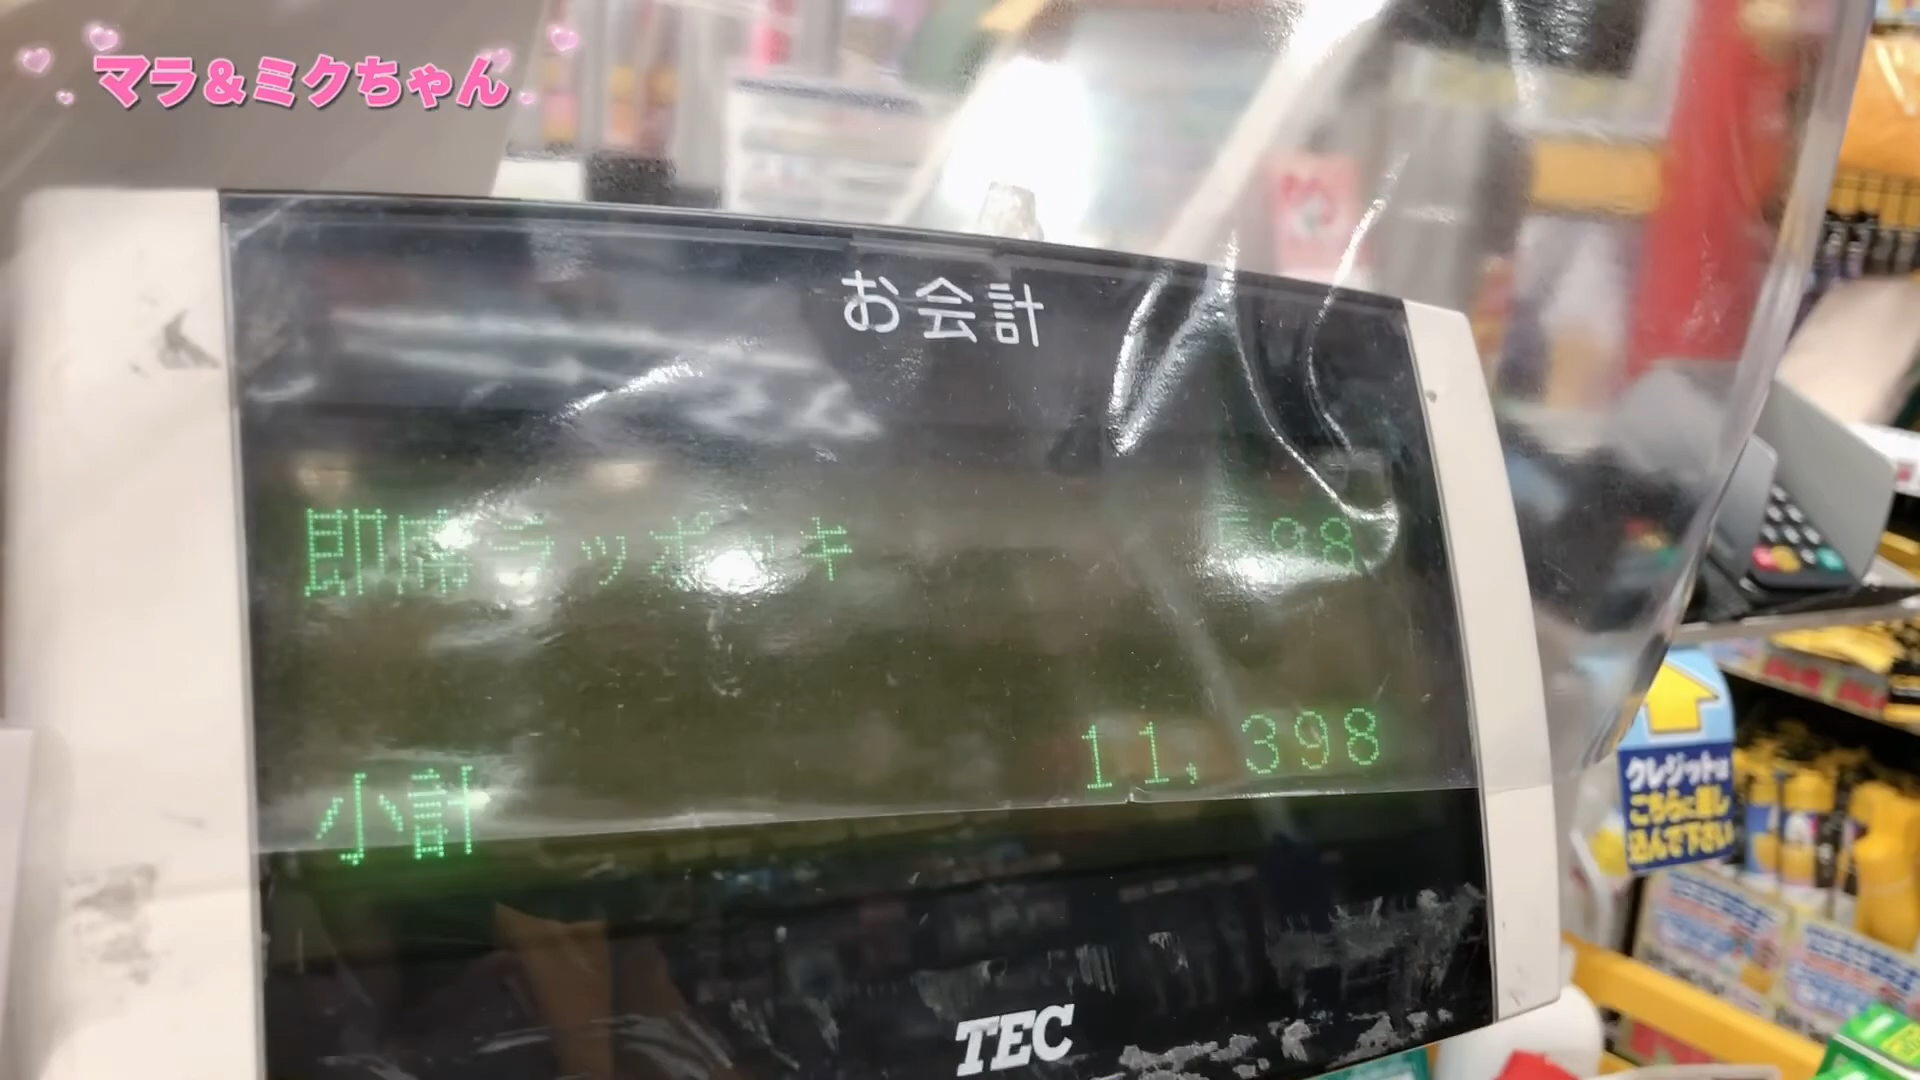 マラ&ミクちゃん
お会計
即席ラッポッキ 598
11,398
小計
TEC
クレジットは
こちらに差し
込んで下さい